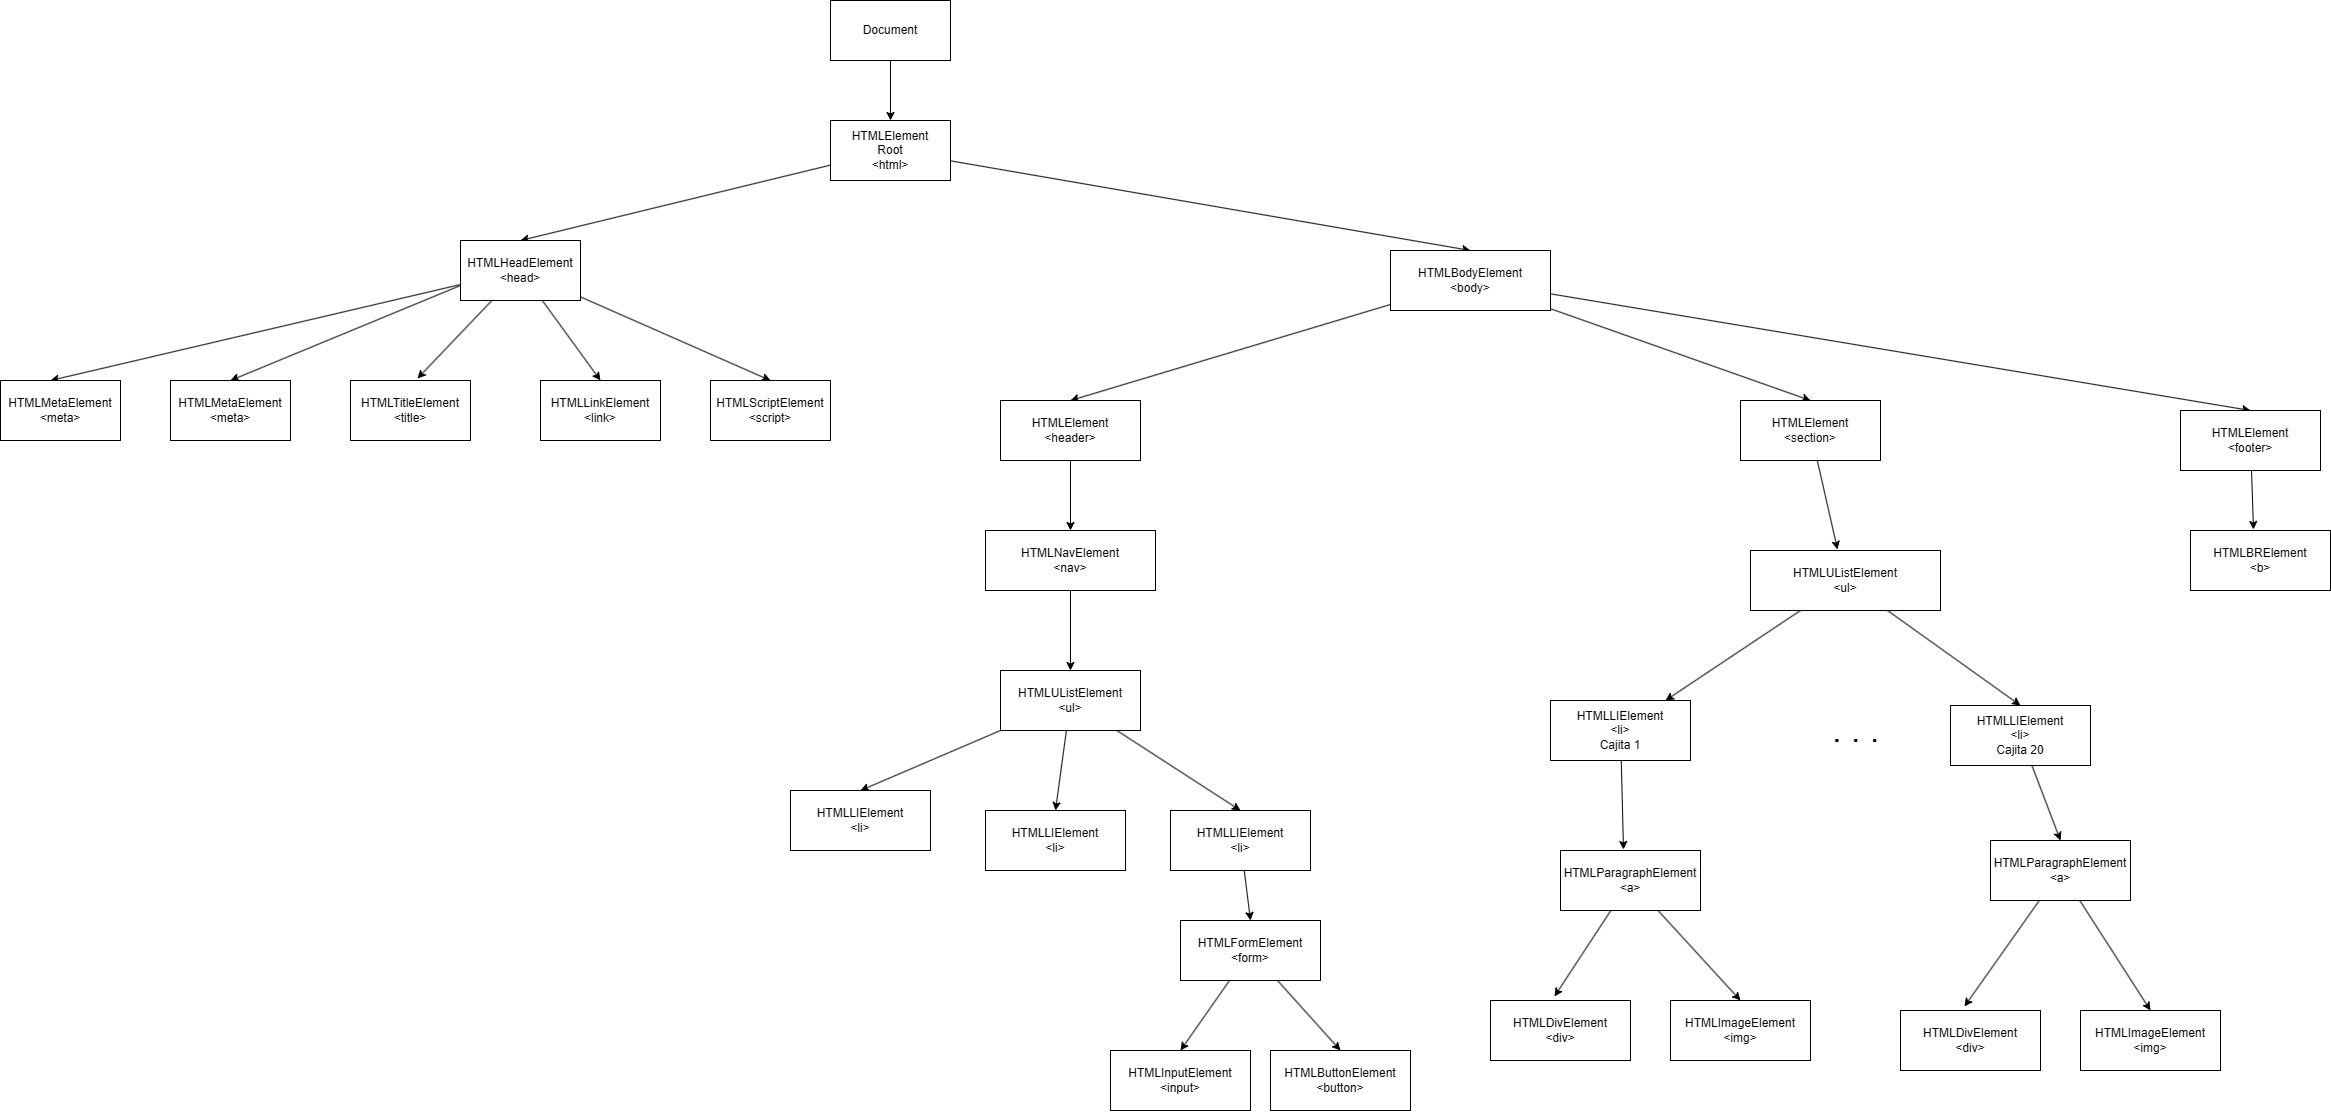 Document
HTMLElement
Root
<html>
HTMLHeadElement
<head>
HTMLBodyElement
<body>
HTMLMetaElement
<meta>
HTMLMetaElement
<meta>
HTMLTitleElement
<title>
HTMLLinkElement
<link>
HTMLScriptElement
<script>
HTMLElement
<header>
HTMLElement
<section>
HTMLElement
<footer>
HTMLNavElement
<nav>
HTMLUListElement
<ul>
HTMLBRElement
<b>
HTMLUListElement
<ul>
HTMLLIElement
<li>
Cajita 1
. . .
HTMLLIElement
<li>
Cajita 20
HTMLLIElement
<li>
HTMLLIElement
<li>
HTMLLIElement
<li>
HTMLParagraphElement
<a>
HTMLParagraphElement
<a>
HTMLFormElement
<form>
HTMLDivElement
<div>
HTMLImageElement
<img>
HTMLDivElement
<div>
HTMLImageElement
<img>
HTMLInputElement
<input>
HTMLButtonElement
<button>